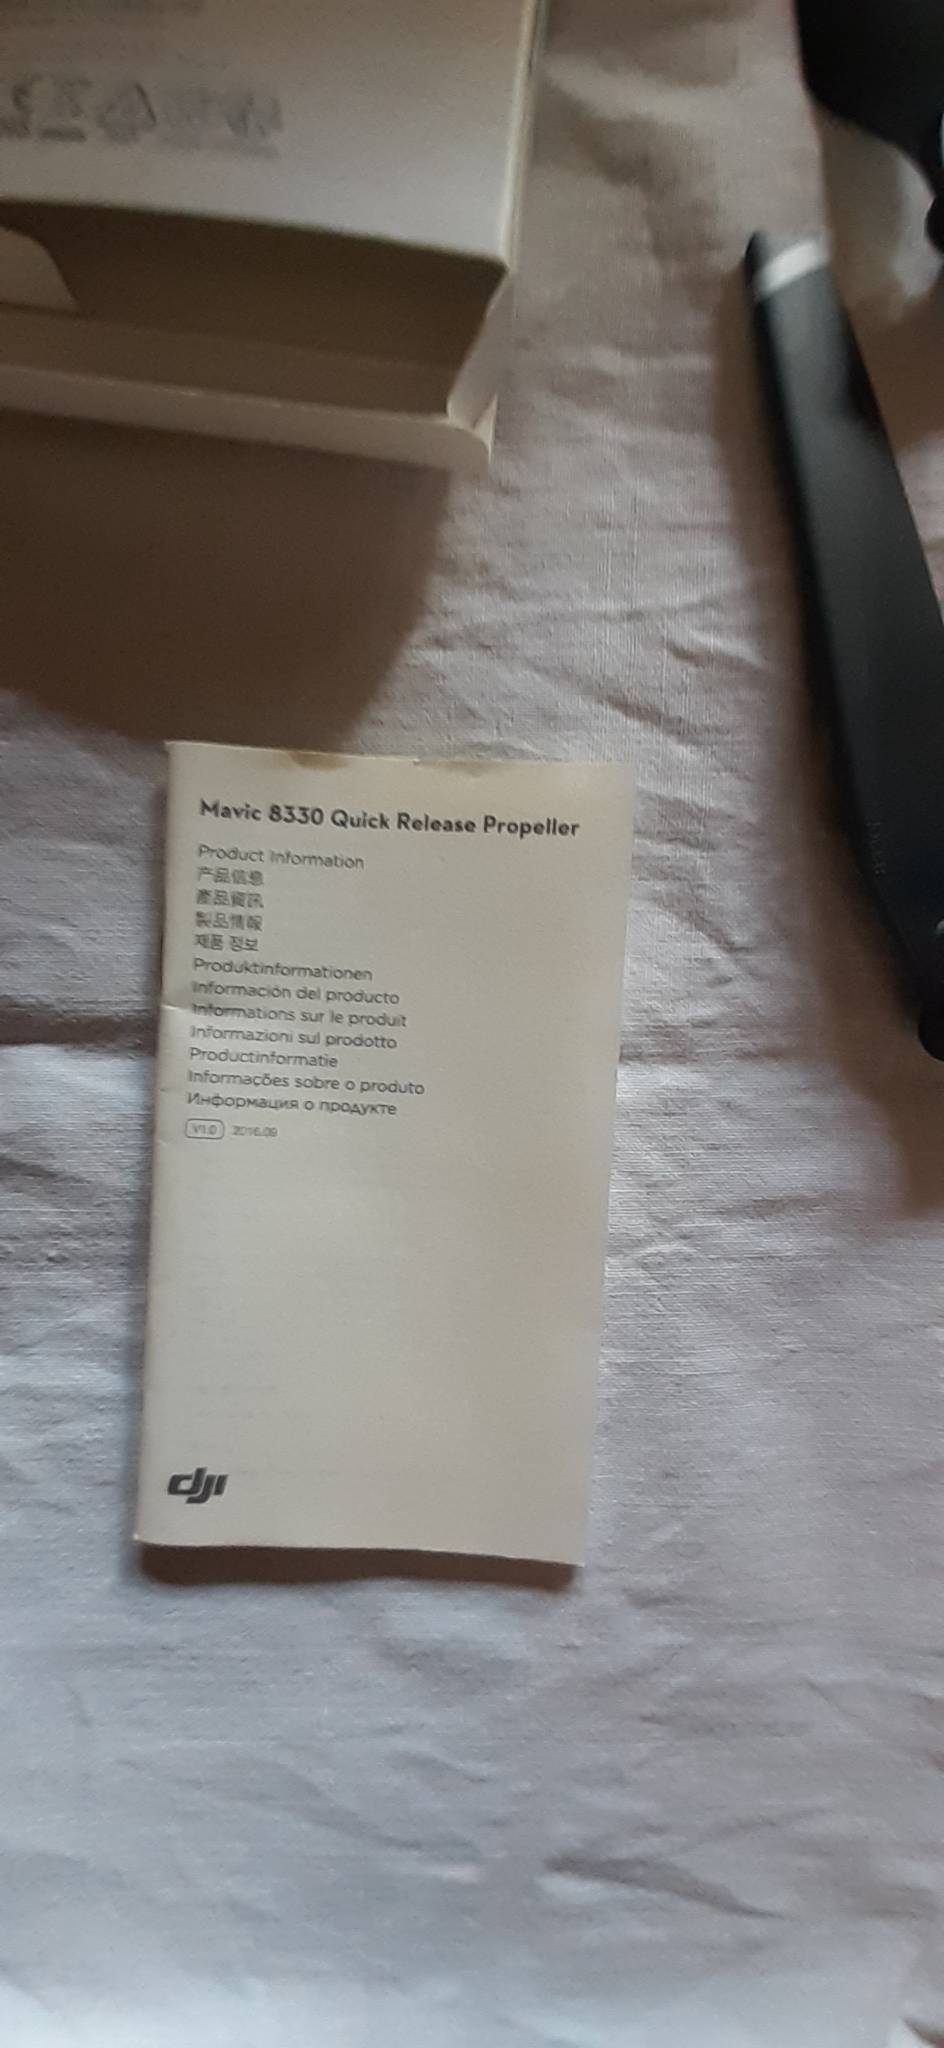 Mavic 8330 Quick Release Propeller
Product Information
产品信息
產品資訊
製品情報
제품 정보
Produktinformationen
Información del producto
Informations sur le produit
Informazioni sul prodotto
Productinformatie
Informações sobre o produto
Информация о продукте
V1.0 2016.09
dji